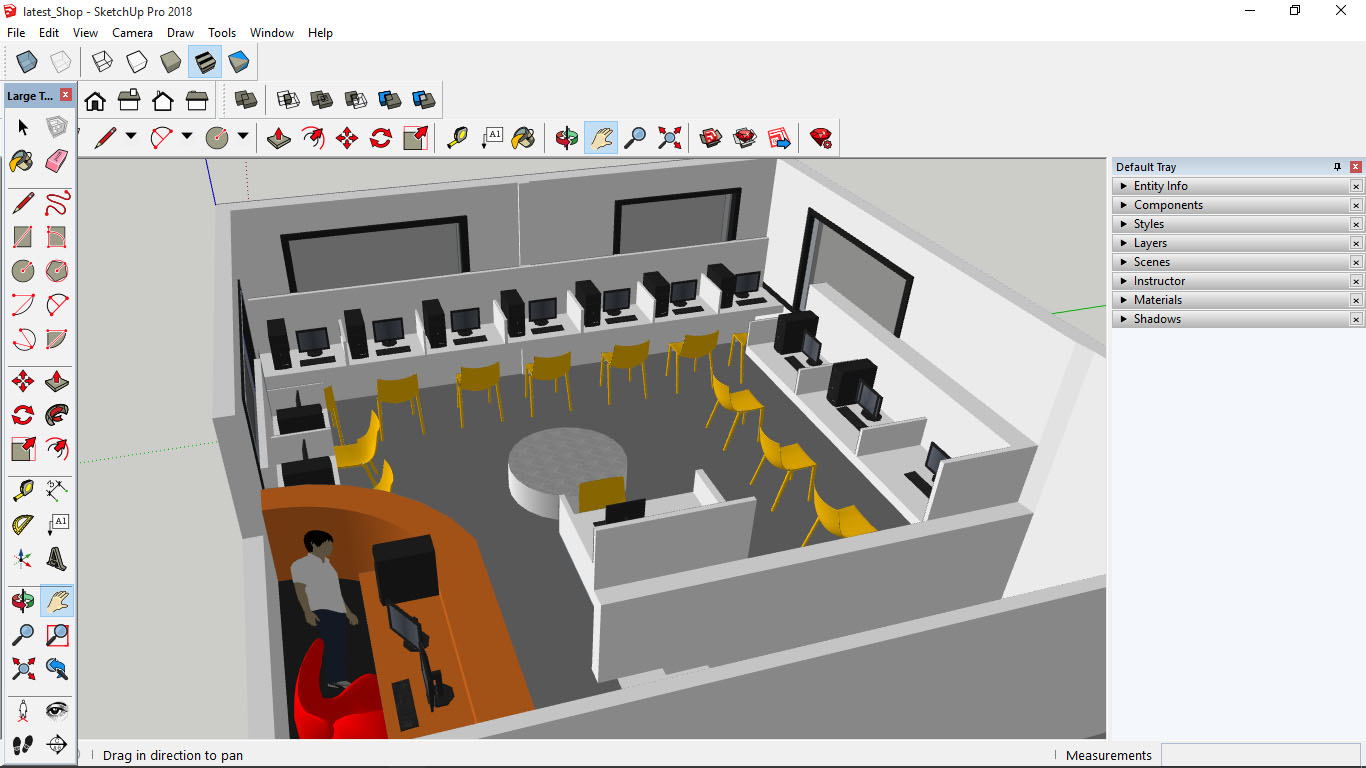 latest_Shop - SketchUp Pro 2018
File Edit View Camera Draw Tools Window Help
Large T...
A1
Default Tray
Entity Info
Components
Styles
Layers
Scenes
Instructor
Materials
Shadows
A1
Drag in direction to pan
Measurements